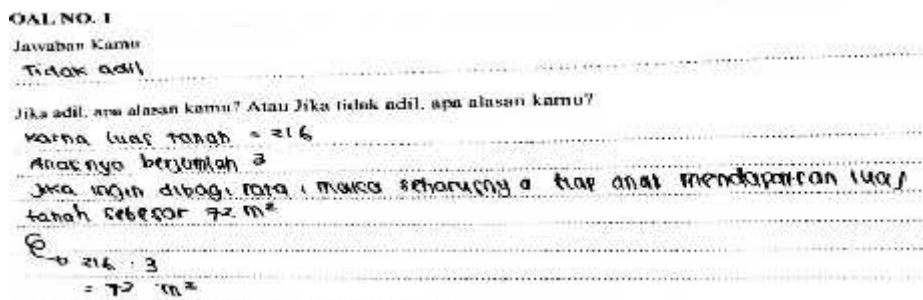 OAL NO. 1
Jawaban Kamu
Tidak adil
Jika adil, apa alasan kamu? Atau Jika tidak adil, apa alasan kamu?
Karna luas tanah = 216
Anaknya berjumlah 3
Jika ingin dibagi rata, maka seharusnya tiap anak mendapatkan luas
tanah sebesar 72 m²
216 : 3
= 72 m²